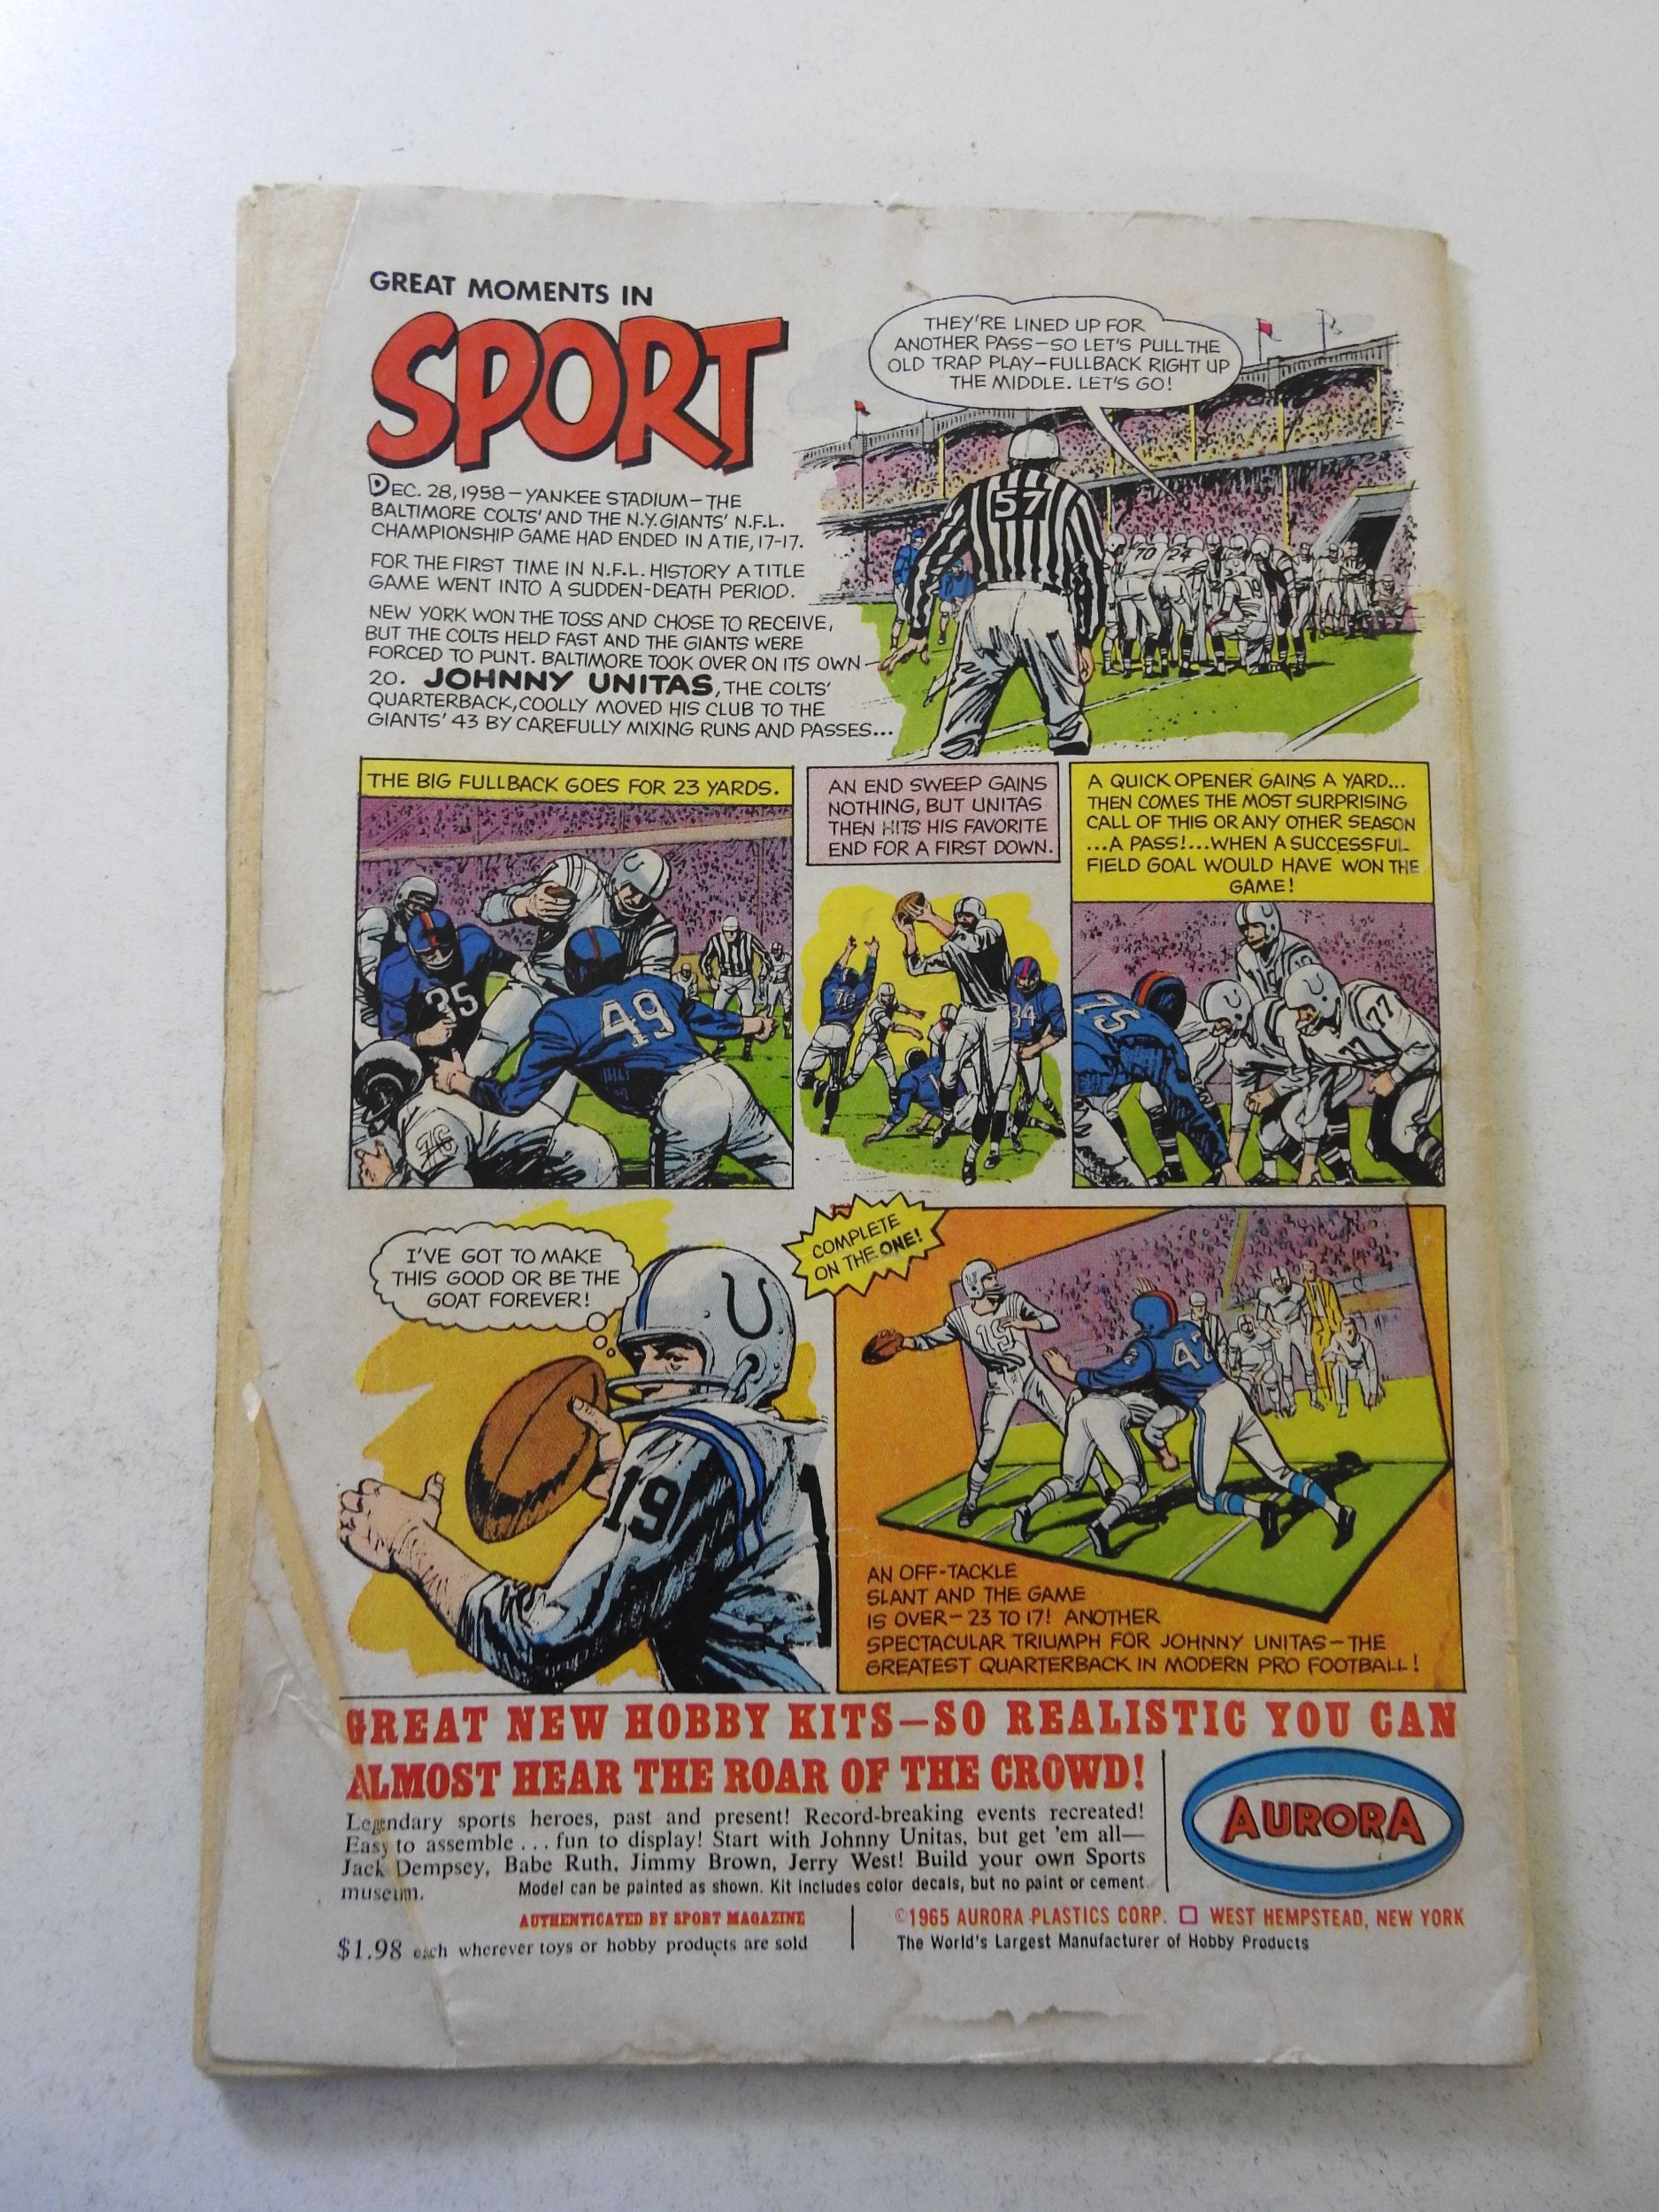 GREAT MOMENTS IN
SPORT
DEC. 28, 1958 – YANKEE STADIUM – THE
BALTIMORE COLTS' AND THE N.Y. GIANTS' N.F.L.
CHAMPIONSHIP GAME HAD ENDED IN A TIE, 17-17.
FOR THE FIRST TIME IN N.F.L. HISTORY A TITLE
GAME WENT INTO A SUDDEN-DEATH PERIOD.
NEW YORK WON THE TOSS AND CHOSE TO RECEIVE,
BUT THE COLTS HELD FAST AND THE GIANTS WERE
FORCED TO PUNT. BALTIMORE TOOK OVER ON ITS OWN
20. JOHNNY UNITAS, THE COLTS'
QUARTERBACK, COOLLY MOVED HIS CLUB TO THE
GIANTS' 43 BY CAREFULLY MIXING RUNS AND PASSES...
THEY'RE LINED UP FOR
ANOTHER PASS – SO LET'S PULL THE
OLD TRAP PLAY – FULLBACK RIGHT UP
THE MIDDLE. LET'S GO!
57
70 24
THE BIG FULLBACK GOES FOR 23 YARDS.
35
49
76
AN END SWEEP GAINS
NOTHING, BUT UNITAS
THEN HITS HIS FAVORITE
END FOR A FIRST DOWN.
84
A QUICK OPENER GAINS A YARD...
THEN COMES THE MOST SURPRISING
CALL OF THIS OR ANY OTHER SEASON
...A PASS!...WHEN A SUCCESSFUL
FIELD GOAL WOULD HAVE WON THE
GAME!
75
77
77
I'VE GOT TO MAKE
THIS GOOD OR BE THE
GOAT FOREVER!
19
COMPLETE
ON THE ONE!
19
47
AN OFF-TACKLE
SLANT AND THE GAME
IS OVER – 23 TO 17! ANOTHER
SPECTACULAR TRIUMPH FOR JOHNNY UNITAS – THE
GREATEST QUARTERBACK IN MODERN PRO FOOTBALL!
GREAT NEW HOBBY KITS – SO REALISTIC YOU CAN
ALMOST HEAR THE ROAR OF THE CROWD!
Legendary sports heroes, past and present! Record-breaking events recreated!
Easy to assemble . . . fun to display! Start with Johnny Unitas, but get 'em all—
Jack Dempsey, Babe Ruth, Jimmy Brown, Jerry West! Build your own Sports
museum. Model can be painted as shown. Kit includes color decals, but no paint or cement.
AURORA
AUTHENTICATED BY SPORT MAGAZINE
$1.98 each wherever toys or hobby products are sold
©1965 AURORA PLASTICS CORP. □ WEST HEMPSTEAD, NEW YORK
The World's Largest Manufacturer of Hobby Products